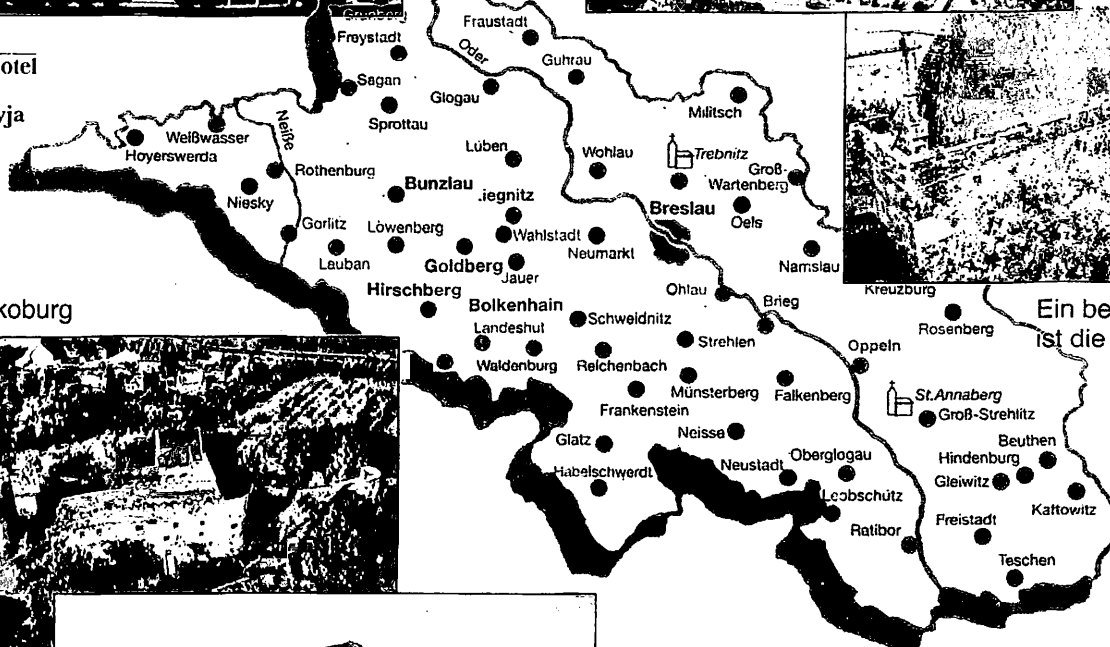 otel
yja
Grünberg
Freystadt
Fraustadt
Oder
Guhrau
Sagan
Sprottau
Glogau
Militsch
Weißwasser
Neiße
Hoyerswerda
Rothenburg
Niesky
Lüben
Wohlau
Trebnitz
Groß-
Wartenberg
Bunzlau
iegnitz
Breslau
Oels
Görlitz
Löwenberg
Wahlstadt
Neumarkt
Namslau
Lauban
Goldberg
Jauer
Hirschberg
Ohlau
Brieg
Kreuzburg
Rosenberg
koburg
Bolkenhain
Landeshut
Schweidnitz
Strehlen
Oppeln
Ein be
ist die
Waldenburg
Reichenbach
Münsterberg
Falkenberg
St.Annaberg
Groß-Strehlitz
Frankenstein
Glatz
Neisse
Beuthen
Hindenburg
Habelschwerdt
Neustadt
Oberglogau
Gleiwitz
Leobschütz
Kattowitz
Ratibor
Freistadt
Teschen